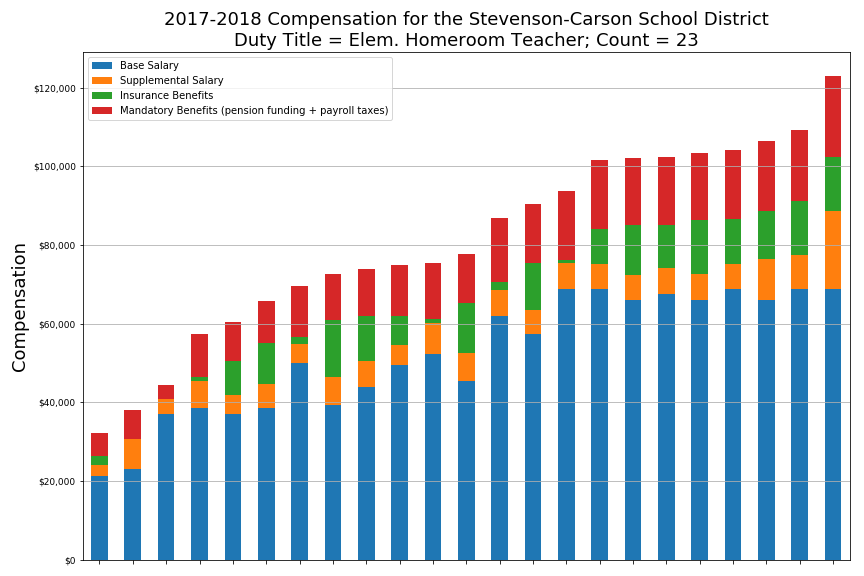 2017-2018 Compensation for the Stevenson-Carson School District
Duty Title = Elem. Homeroom Teacher; Count = 23
Base Salary
Supplemental Salary
Insurance Benefits
Mandatory Benefits (pension funding + payroll taxes)
Compensation
$120,000
$100,000
$80,000
$60,000
$40,000
$20,000
$0